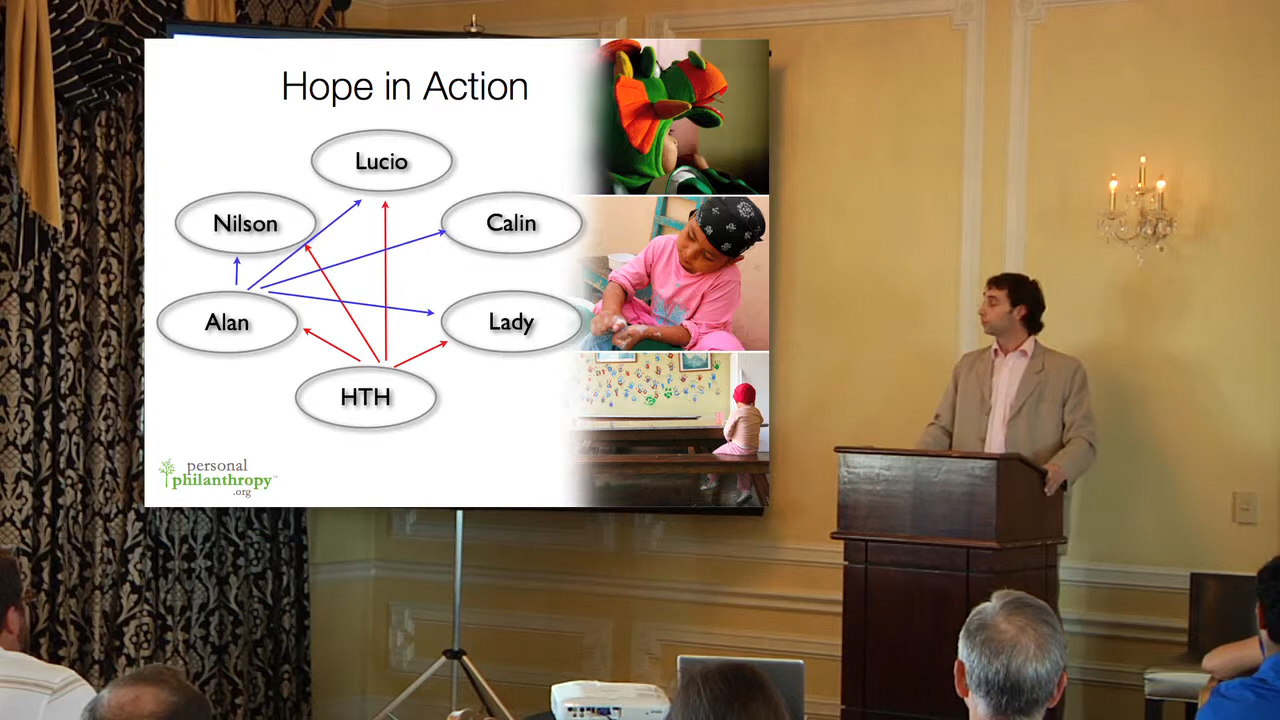 Hope in Action
Lucio
Nilson
Calin
Alan
Lady
HTH
personal
philanthropy
.org